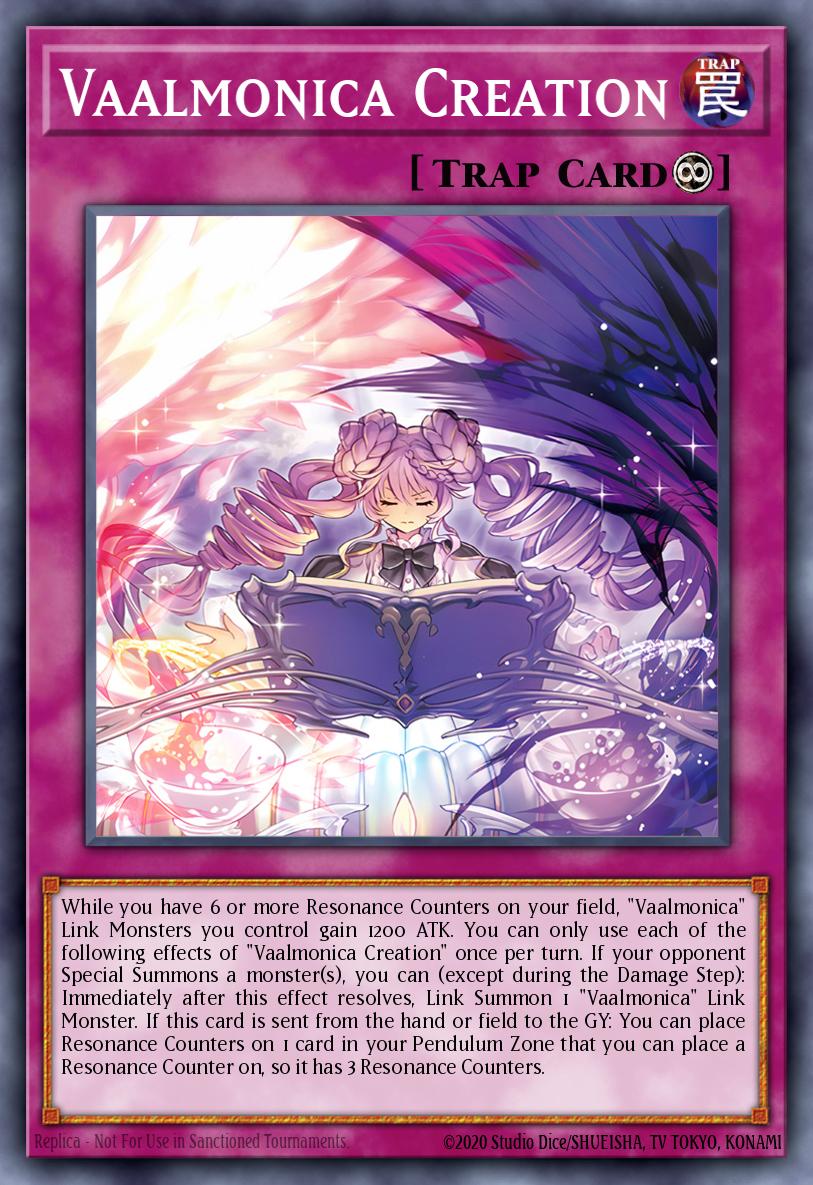 VAALMONICA CREATION
TRAP
罠
[ TRAP CARD ∞ ]
While you have 6 or more Resonance Counters on your field, "Vaalmonica"
Link Monsters you control gain 1200 ATK. You can only use each of the
following effects of "Vaalmonica Creation" once per turn. If your opponent
Special Summons a monster(s), you can (except during the Damage Step):
Immediately after this effect resolves, Link Summon 1 "Vaalmonica" Link
Monster. If this card is sent from the hand or field to the GY: You can place
Resonance Counters on 1 card in your Pendulum Zone that you can place a
Resonance Counter on, so it has 3 Resonance Counters.
Replica - Not For Use in Sanctioned Tournaments.
©2020 Studio Dice/SHUEISHA, TV TOKYO, KONAMI